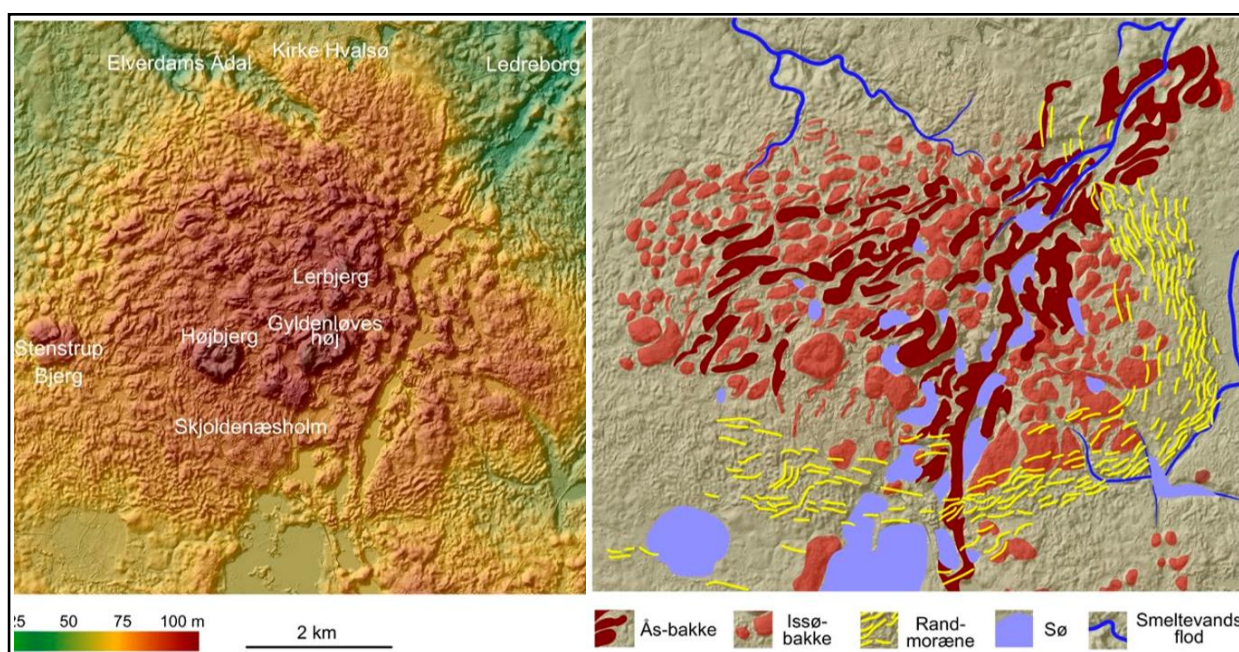 Elverdams Ådal
Kirke Hvalsø
Ledreborg
Lerbjerg
Højbjerg
Gyldenløves
høj
Stenstrup
Bjerg
Skjoldenæsholm
25 50 75 100 m
2 km
Ås-bakke
Issø-
bakke
Rand-
moræne
Sø
Smeltevands
flod